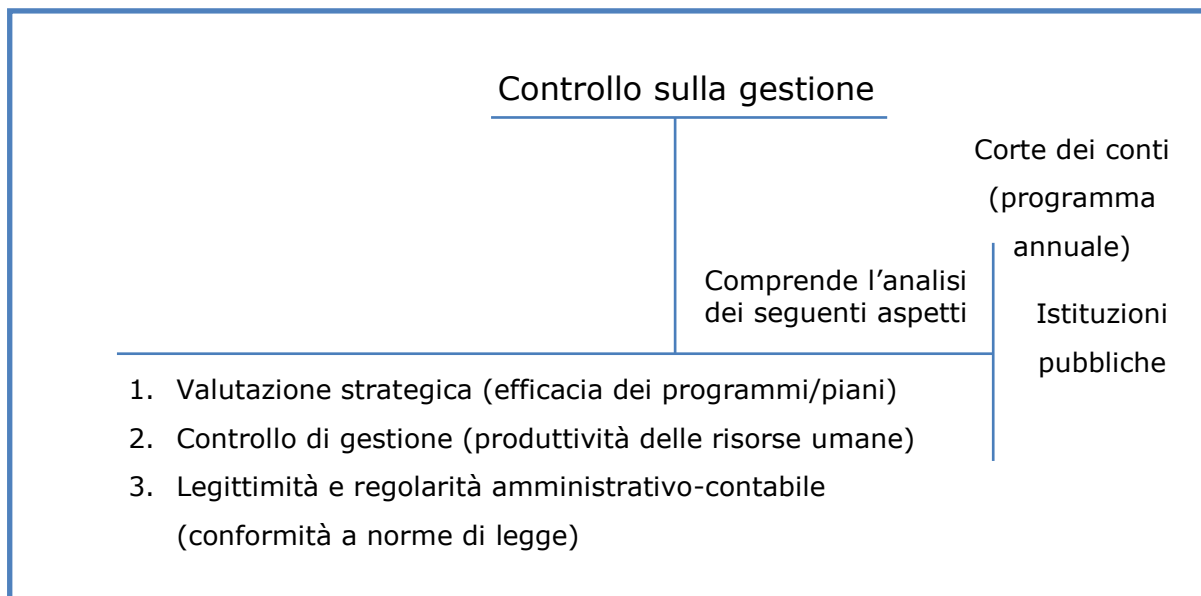 Controllo sulla gestione
Corte dei conti
(programma
annuale)
Comprende l’analisi
dei seguenti aspetti
Istituzioni
pubbliche
1. Valutazione strategica (efficacia dei programmi/piani)
2. Controllo di gestione (produttività delle risorse umane)
3. Legittimità e regolarità amministrativo-contabile
(conformità a norme di legge)